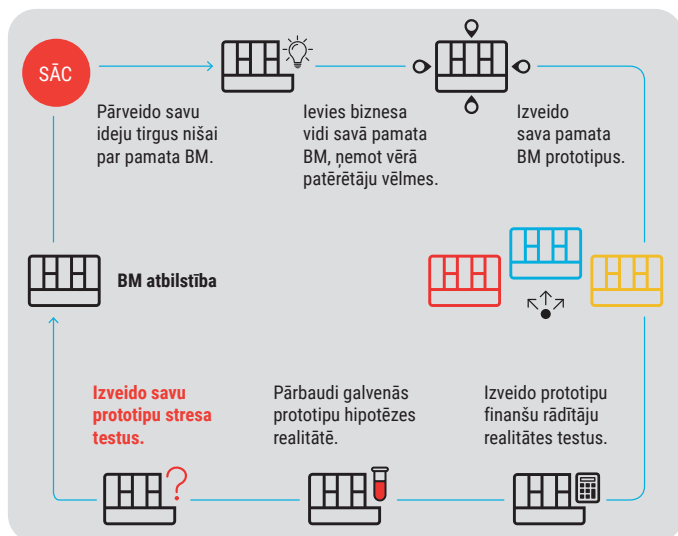 SĀC
Pārveido savu
ideju tirgus nišai
par pamata BM.
Ievies biznesa
vidi savā pamata
BM, ņemot vērā
patērētāju vēlmes.
Izveido
sava pamata
BM prototipus.
BM atbilstība
Izveido savu
prototipu stresa
testus.
Pārbaudi galvenās
prototipu hipotēzes
realitātē.
Izveido prototipu
finanšu rādītāju
realitātes testus.
?